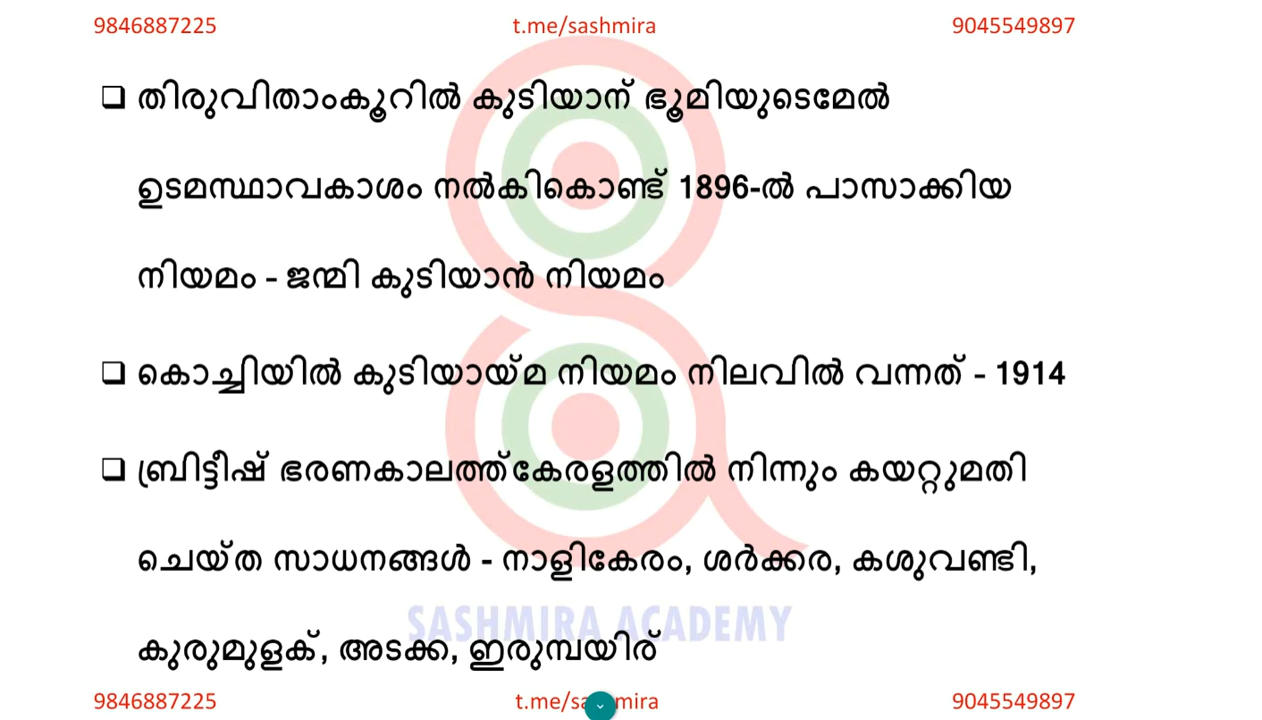 9846887225 t.me/sashmira 9045549897
❑ തിരുവിതാംകൂറിൽ കുടിയാന് ഭൂമിയുടെമേൽ
ഉടമസ്ഥാവകാശം നൽകികൊണ്ട് 1896-ൽ പാസാക്കിയ
നിയമം - ജന്മി കുടിയാൻ നിയമം
❑ കൊച്ചിയിൽ കുടിയായ്മ നിയമം നിലവിൽ വന്നത് - 1914
❑ ബ്രിട്ടീഷ് ഭരണകാലത്ത്കേരളത്തിൽ നിന്നും കയറ്റുമതി
ചെയ്ത സാധനങ്ങൾ - നാളികേരം, ശർക്കര, കശുവണ്ടി,
SASHMIRA ACADEMY
കുരുമുളക്, അടക്ക, ഇരുമ്പയിര്
9846887225 9045549897